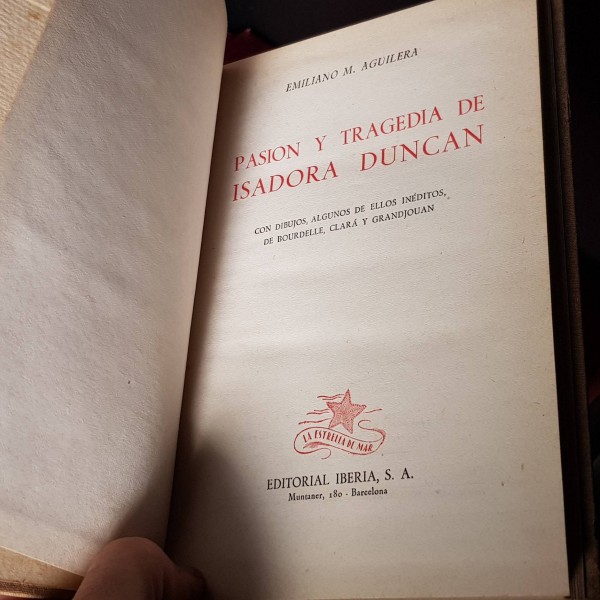 EMILIANO M. AGUILERA
PASION Y TRAGEDIA DE
ISADORA DUNCAN
CON DIBUJOS, ALGUNOS DE ELLOS INÉDITOS,
DE BOURDELLE, CLARÁ Y GRANDJOUAN
LA ESTRELLA DE MAR
EDITORIAL IBERIA, S. A.
Muntaner, 180 - Barcelona